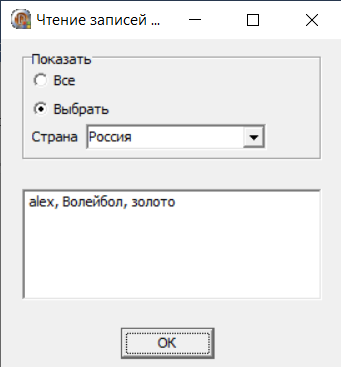 Чтение записей ...
Показать
Все
Выбрать
Страна Россия
alex, Волейбол, золото
OK